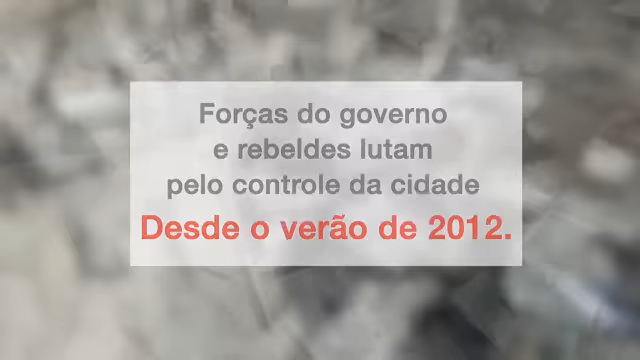 Forças do governo
e rebeldes lutam
pelo controle da cidade
Desde o verão de 2012.